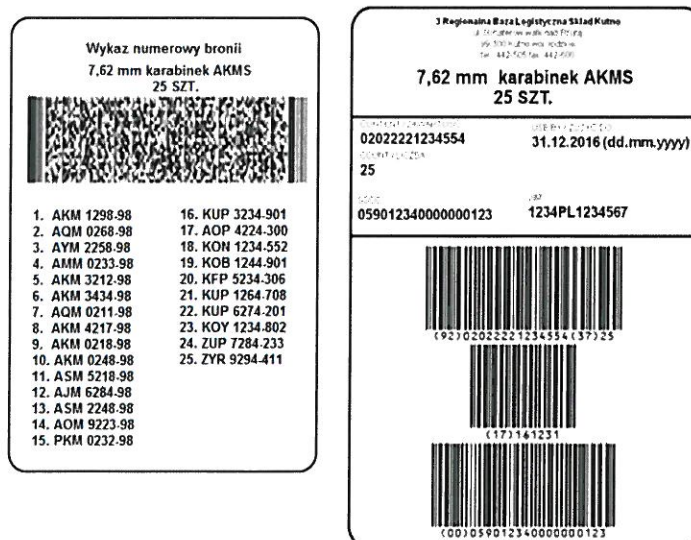 Wykaz numerowy bronii
7,62 mm karabinek AKMS
25 SZT.
1. AKM 1298-98
2. AQM 0268-98
3. AYM 2258-98
4. AMM 0233-98
5. AKM 3212-98
6. AKM 3434-98
7. AQM 0211-98
8. AKM 4217-98
9. AKM 0218-98
10. AKM 0248-98
11. ASM 5218-98
12. AJM 6284-98
13. ASM 2248-98
14. AOM 9223-98
15. PKM 0232-98
16. KUP 3234-901
17. AOP 4224-300
18. KON 1234-552
19. KOB 1244-901
20. KFP 5234-306
21. KUP 1264-708
22. KUP 6274-201
23. KOY 1234-802
24. ZUP 7284-233
25. ZYR 9294-411
3 Regionalna Baza Logistyczna Skład Kutno
7,62 mm karabinek AKMS
25 SZT.
02022221234554
31.12.2016 (dd.mm.yyyy)
25
059012340000000123
1234PL1234567
(92)02022221234554(37)25
(17)161231
(00)059012340000000123